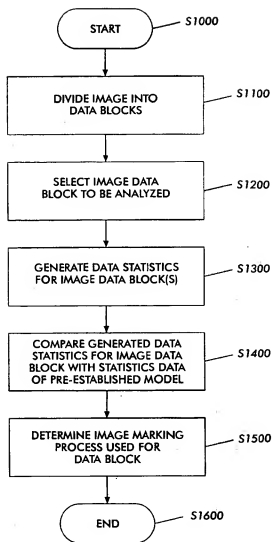 START
S1000
DIVIDE IMAGE INTO
DATA BLOCKS
S1100
SELECT IMAGE DATA
BLOCK TO BE ANALYZED
S1200
GENERATE DATA STATISTICS
FOR IMAGE DATA BLOCK(S)
S1300
COMPARE GENERATED DATA
STATISTICS FOR IMAGE DATA
BLOCK WITH STATISTICS DATA
OF PRE-ESTABLISHED MODEL
S1400
DETERMINE IMAGE MARKING
PROCESS USED FOR
DATA BLOCK
S1500
END
S1600